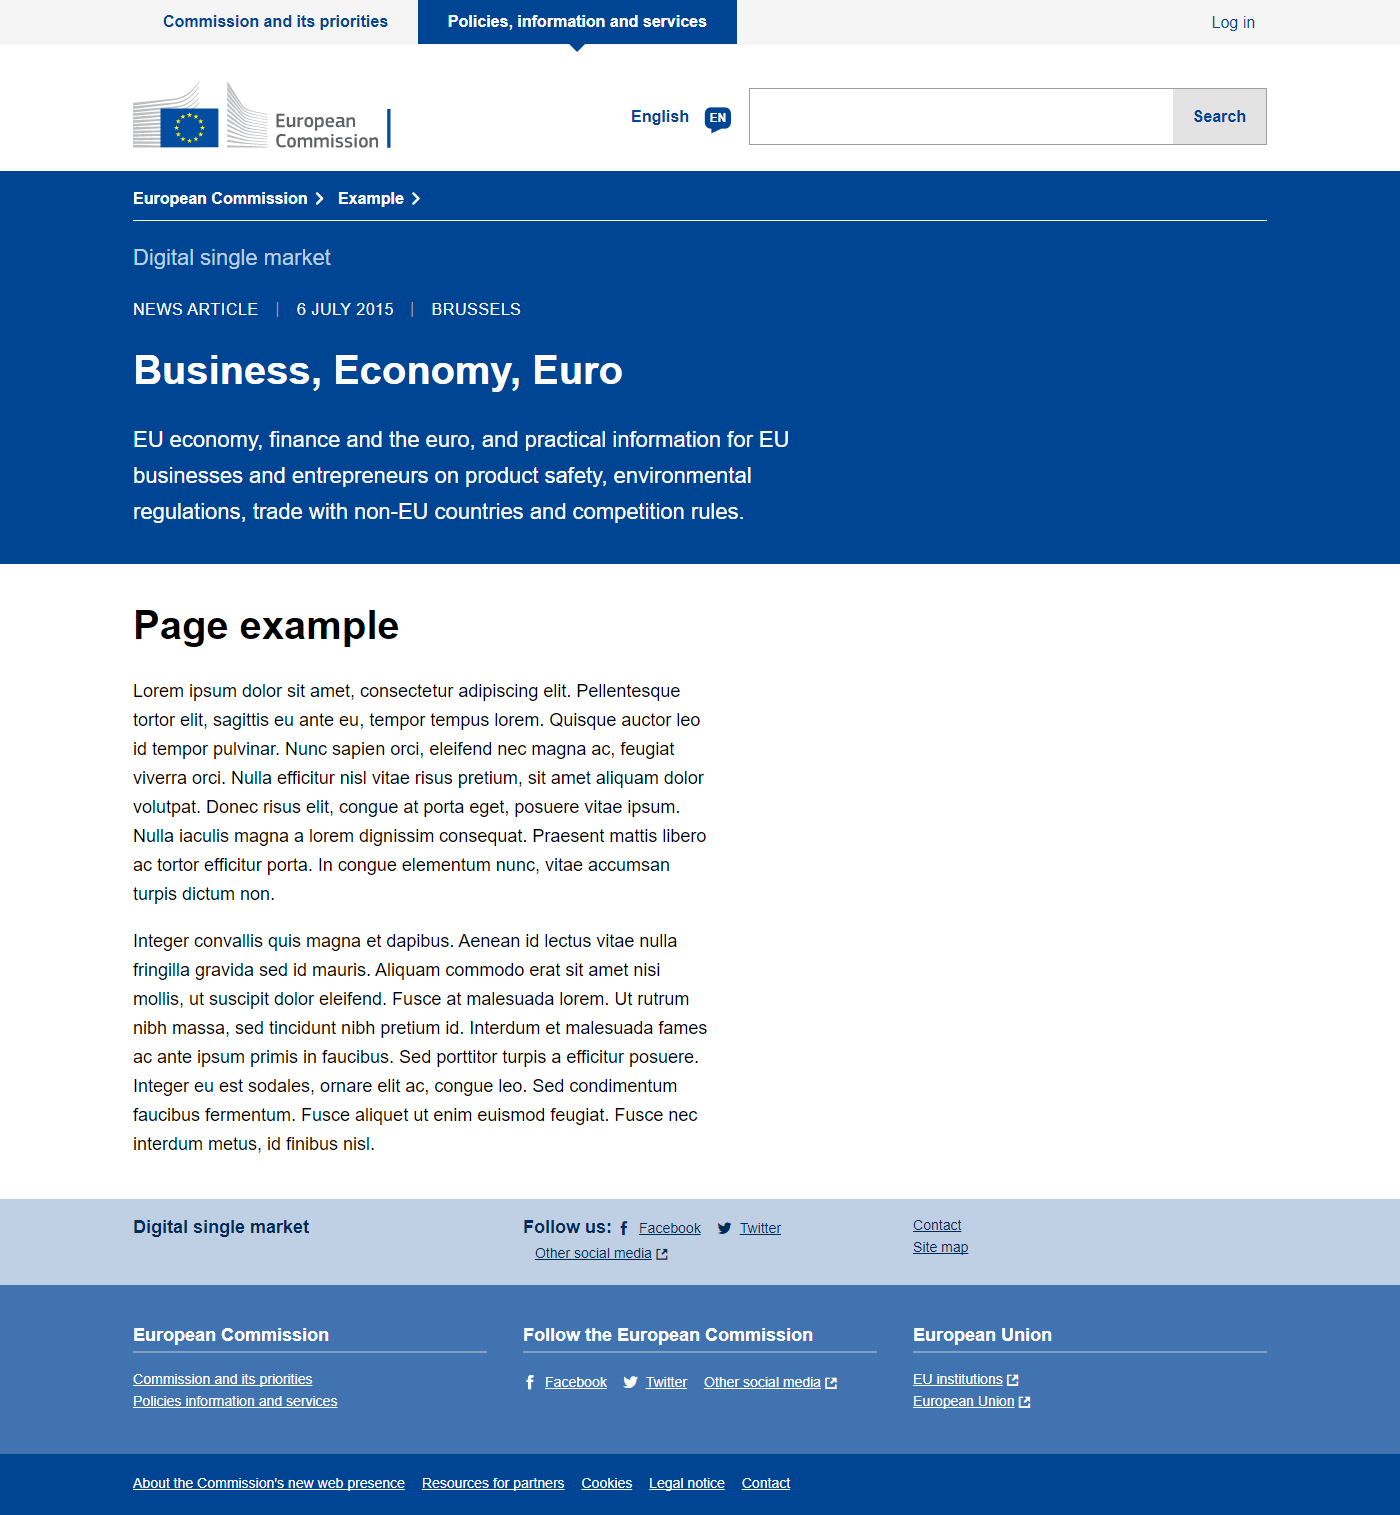 Commission and its priorities
Policies, information and services
Log in
European
Commission
English
EN
Search
European Commission
Example
Digital single market
NEWS ARTICLE | 6 JULY 2015 | BRUSSELS
Business, Economy, Euro
EU economy, finance and the euro, and practical information for EU
businesses and entrepreneurs on product safety, environmental
regulations, trade with non-EU countries and competition rules.
Page example
Lorem ipsum dolor sit amet, consectetur adipiscing elit. Pellentesque
tortor elit, sagittis eu ante eu, tempor tempus lorem. Quisque auctor leo
id tempor pulvinar. Nunc sapien orci, eleifend nec magna ac, feugiat
viverra orci. Nulla efficitur nisl vitae risus pretium, sit amet aliquam dolor
volutpat. Donec risus elit, congue at porta eget, posuere vitae ipsum.
Nulla iaculis magna a lorem dignissim consequat. Praesent mattis libero
ac tortor efficitur porta. In congue elementum nunc, vitae accumsan
turpis dictum non.
Integer convallis quis magna et dapibus. Aenean id lectus vitae nulla
fringilla gravida sed id mauris. Aliquam commodo erat sit amet nisi
mollis, ut suscipit dolor eleifend. Fusce at malesuada lorem. Ut rutrum
nibh massa, sed tincidunt nibh pretium id. Interdum et malesuada fames
ac ante ipsum primis in faucibus. Sed porttitor turpis a efficitur posuere.
Integer eu est sodales, ornare elit ac, congue leo. Sed condimentum
faucibus fermentum. Fusce aliquet ut enim euismod feugiat. Fusce nec
interdum metus, id finibus nisl.
Digital single market
Follow us: Facebook Twitter
Other social media
Contact
Site map
European Commission
Commission and its priorities
Policies information and services
Follow the European Commission
Facebook Twitter Other social media
European Union
EU institutions
European Union
About the Commission's new web presence Resources for partners Cookies Legal notice Contact